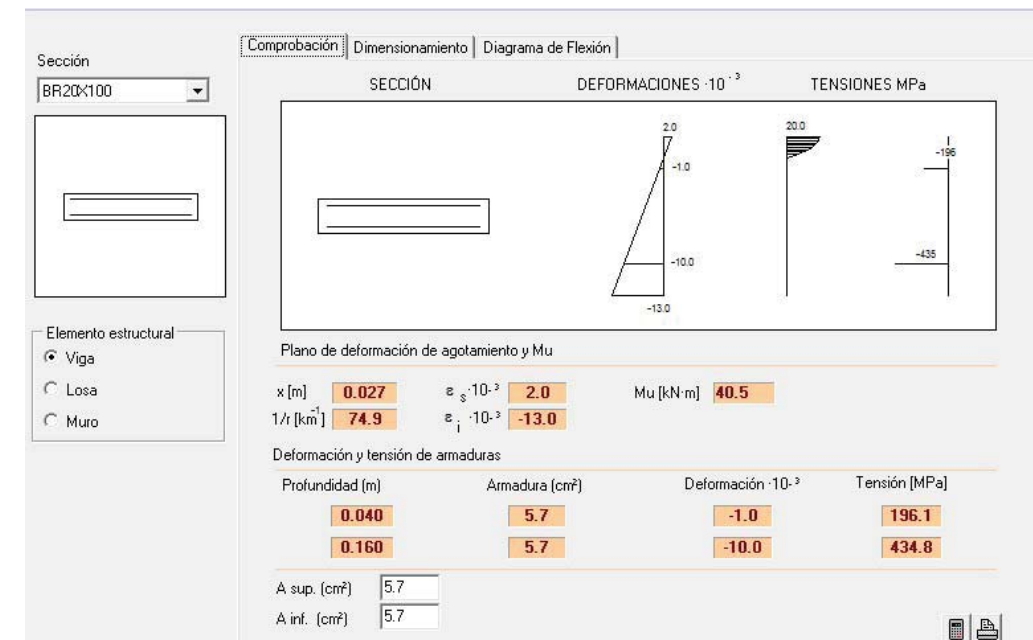 Comprobación Dimensionamiento Diagrama de Flexión
Sección
BR20X100
SECCIÓN DEFORMACIONES ·10⁻³ TENSIONES MPa
2.0 20.0
-1.0 -196
-10.0 -435
-13.0
Elemento estructural
Viga
Losa
Muro
Plano de deformación de agotamiento y Mu
x [m] 0.027 ε s ·10-³ 2.0 Mu [kN·m] 40.5
1/r [km⁻¹] 74.9 ε i ·10-³ -13.0
Deformación y tensión de armaduras
Profundidad (m) Armadura (cm²) Deformación ·10-³ Tensión [MPa]
0.040 5.7 -1.0 196.1
0.160 5.7 -10.0 434.8
A sup. (cm²) 5.7
A inf. (cm²) 5.7